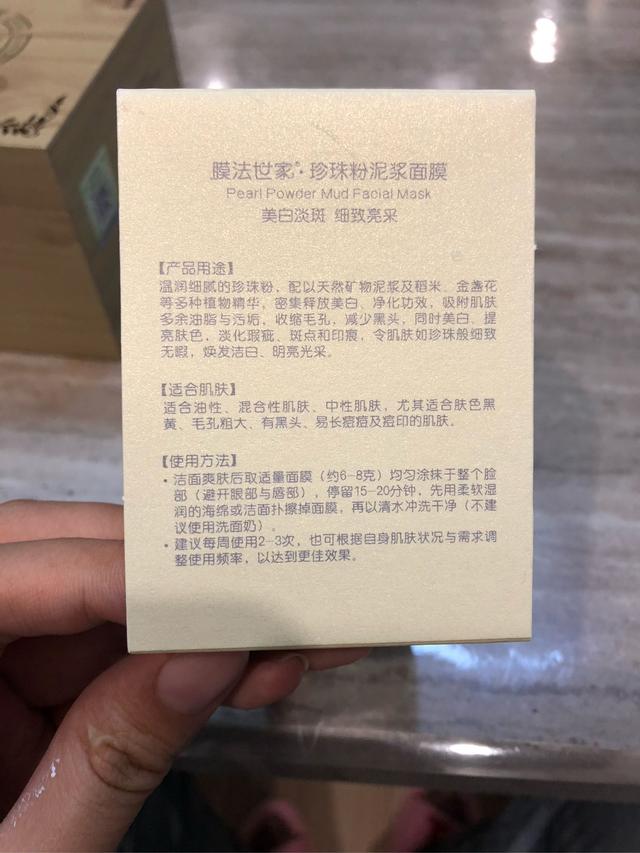 膜法世家®·珍珠粉泥浆面膜
Pearl Powder Mud Facial Mask
美白淡斑 细致亮采
【产品用途】
温润细腻的珍珠粉，配以天然矿物泥浆及稻米、金盏花
等多种植物精华，密集释放美白、净化功效，吸附肌肤
多余油脂与污垢，收缩毛孔，减少黑头，同时美白、提
亮肤色，淡化瑕疵、斑点和印痕，令肌肤如珍珠般细致
无暇，焕发洁白、明亮光采。
【适合肌肤】
适合油性、混合性肌肤、中性肌肤，尤其适合肤色黑
黄、毛孔粗大、有黑头、易长痘痘及痘印的肌肤。
【使用方法】
• 洁面爽肤后取适量面膜（约6-8克）均匀涂抹于整个脸
部（避开眼部与唇部），停留15-20分钟，先用柔软湿
润的海绵或洁面扑擦掉面膜，再以清水冲洗干净（不建
议使用洗面奶）。
• 建议每周使用2-3次，也可根据自身肌肤状况与需求调
整使用频率，以达到更佳效果。